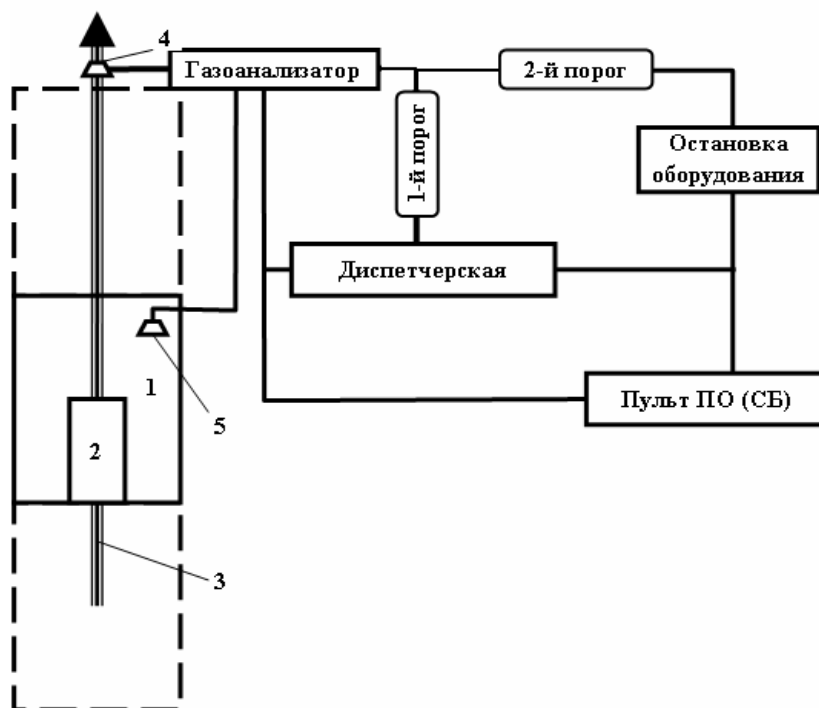 4
Газоанализатор
2-й порог
1-й порог
Остановка
оборудования
Диспетчерская
1
5
Пульт ПО (СБ)
2
3